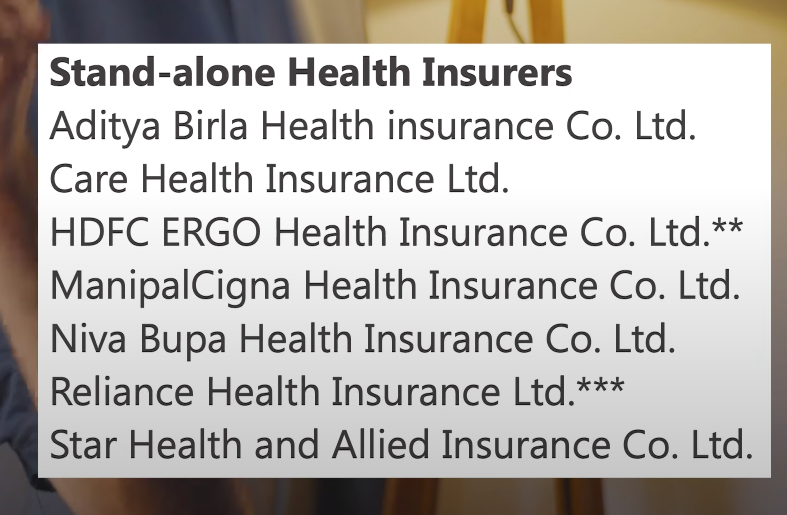 Stand-alone Health Insurers
Aditya Birla Health insurance Co. Ltd.
Care Health Insurance Ltd.
HDFC ERGO Health Insurance Co. Ltd.**
ManipalCigna Health Insurance Co. Ltd.
Niva Bupa Health Insurance Co. Ltd.
Reliance Health Insurance Ltd.***
Star Health and Allied Insurance Co. Ltd.